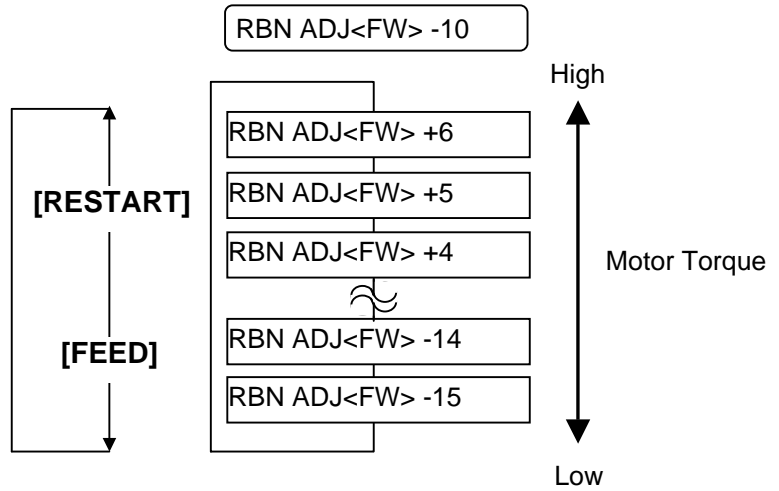 RBN ADJ<FW> -10
High
RBN ADJ<FW> +6
[RESTART]
RBN ADJ<FW> +5
RBN ADJ<FW> +4
Motor Torque
[FEED]
RBN ADJ<FW> -14
RBN ADJ<FW> -15
Low